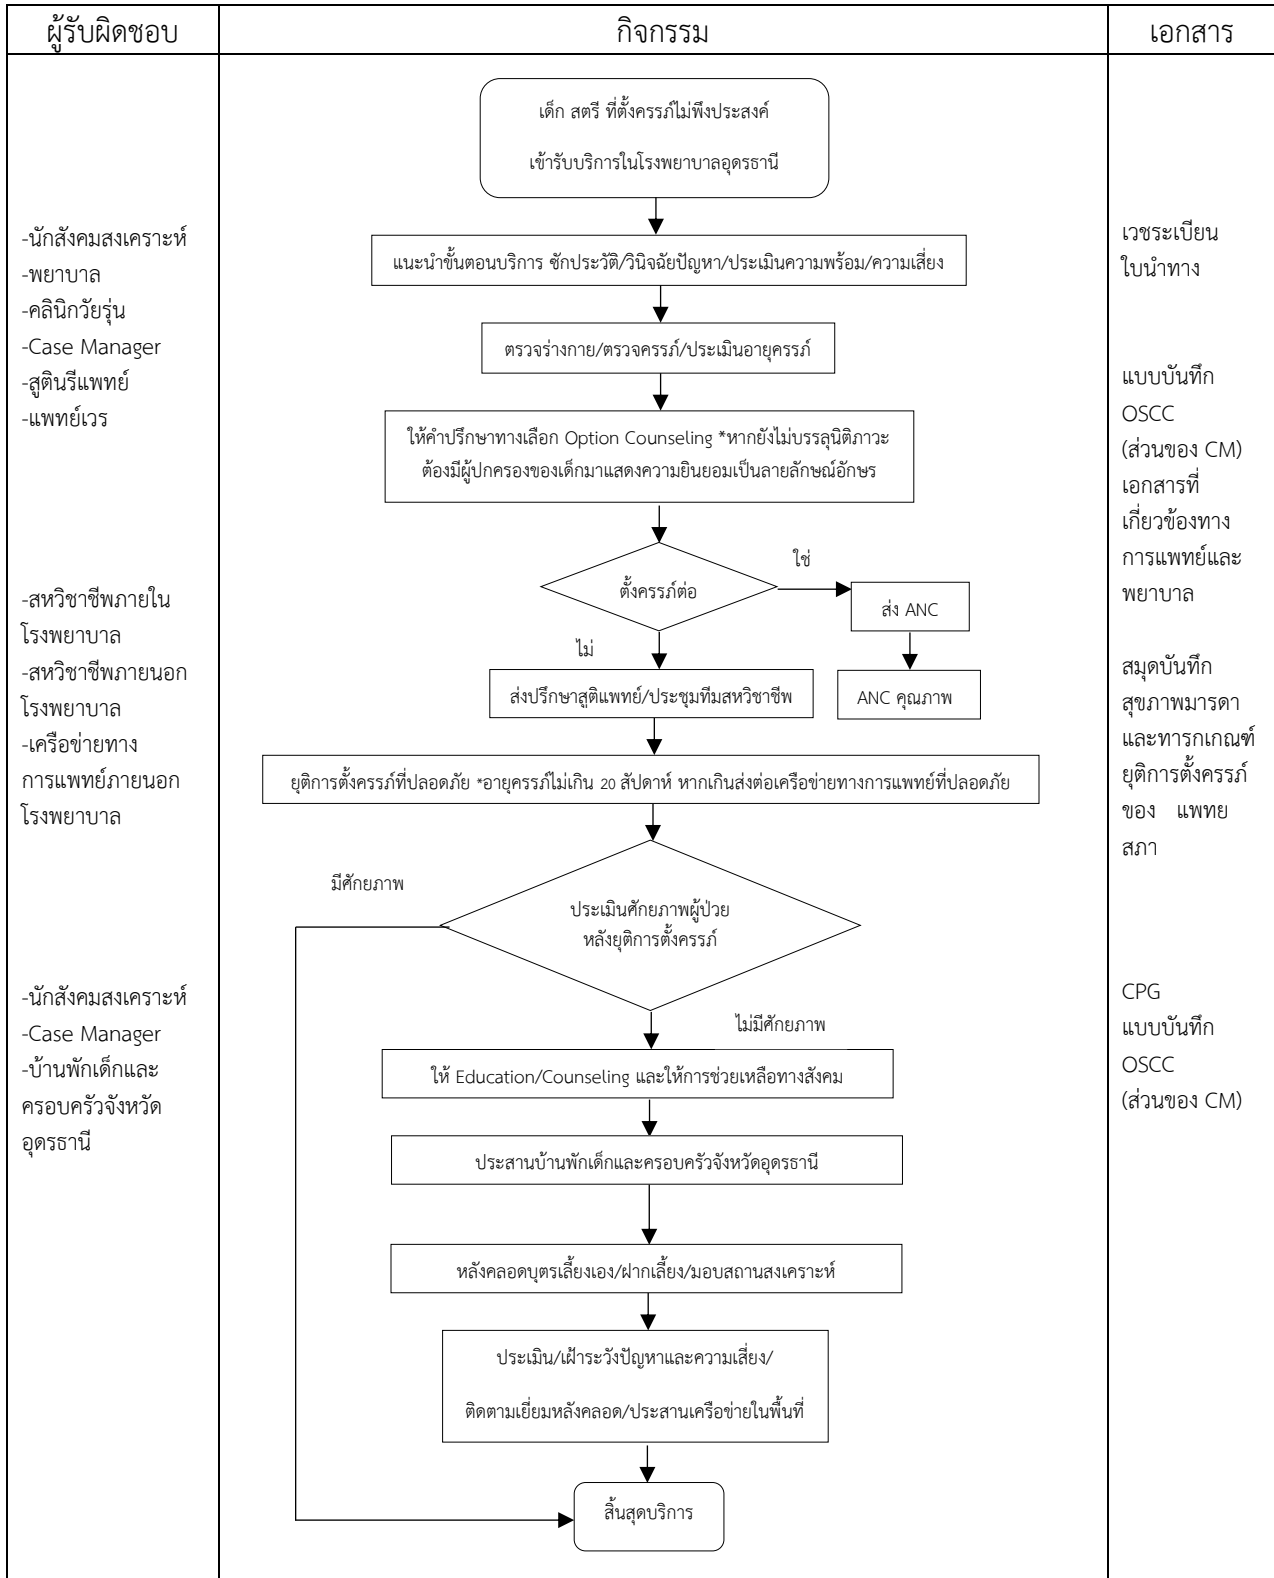 ผู้รับผิดชอบ
กิจกรรม
เอกสาร
เด็ก สตรี ที่ตั้งครรภ์ไม่พึงประสงค์
เข้ารับบริการในโรงพยาบาลอุดรธานี
-นักสังคมสงเคราะห์
-พยาบาล
-คลินิกวัยรุ่น
-Case Manager
-สูตินรีแพทย์
-แพทย์เวร
แนะนำขั้นตอนบริการ ซักประวัติ/วินิจฉัยปัญหา/ประเมินความพร้อม/ความเสี่ยง
เวชระเบียน
ใบนำทาง
ตรวจร่างกาย/ตรวจครรภ์/ประเมินอายุครรภ์
ให้คำปรึกษาทางเลือก Option Counseling *หากยังไม่บรรลุนิติภาวะ
ต้องมีผู้ปกครองของเด็กมาแสดงความยินยอมเป็นลายลักษณ์อักษร
แบบบันทึก
OSCC
(ส่วนของ CM)
เอกสารที่
เกี่ยวข้องทาง
การแพทย์และ
พยาบาล
ตั้งครรภ์ต่อ
ใช่
ส่ง ANC
ANC คุณภาพ
ไม่
ส่งปรึกษาสูติแพทย์/ประชุมทีมสหวิชาชีพ
-สหวิชาชีพภายใน
โรงพยาบาล
-สหวิชาชีพภายนอก
โรงพยาบาล
-เครือข่ายทาง
การแพทย์ภายนอก
โรงพยาบาล
สมุดบันทึก
สุขภาพมารดา
และทารกเกณฑ์
ยุติการตั้งครรภ์
ของ แพทย
สภา
ยุติการตั้งครรภ์ที่ปลอดภัย *อายุครรภ์ไม่เกิน 20 สัปดาห์ หากเกินส่งต่อเครือข่ายทางการแพทย์ที่ปลอดภัย
มีศักยภาพ
ประเมินศักยภาพผู้ป่วย
หลังยุติการตั้งครรภ์
ไม่มีศักยภาพ
-นักสังคมสงเคราะห์
-Case Manager
-บ้านพักเด็กและ
ครอบครัวจังหวัด
อุดรธานี
CPG
แบบบันทึก
OSCC
(ส่วนของ CM)
ให้ Education/Counseling และให้การช่วยเหลือทางสังคม
ประสานบ้านพักเด็กและครอบครัวจังหวัดอุดรธานี
หลังคลอดบุตรเลี้ยงเอง/ฝากเลี้ยง/มอบสถานสงเคราะห์
ประเมิน/เฝ้าระวังปัญหาและความเสี่ยง/
ติดตามเยี่ยมหลังคลอด/ประสานเครือข่ายในพื้นที่
สิ้นสุดบริการ